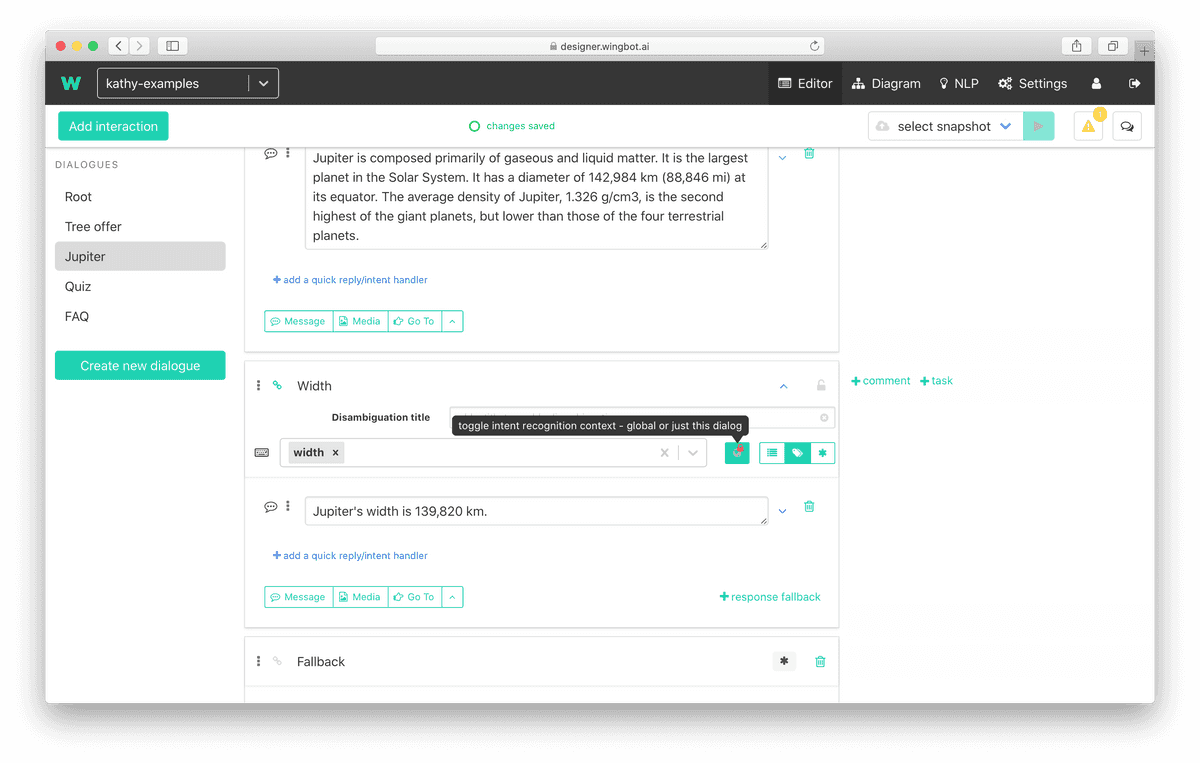 designer.wingbot.ai
W
kathy-examples
Editor
Diagram
NLP
Settings
Add interaction
changes saved
select snapshot
1
DIALOGUES
Root
Tree offer
Jupiter
Quiz
FAQ
Create new dialogue
Jupiter is composed primarily of gaseous and liquid matter. It is the largest
planet in the Solar System. It has a diameter of 142,984 km (88,846 mi) at
its equator. The average density of Jupiter, 1.326 g/cm3, is the second
highest of the giant planets, but lower than those of the four terrestrial
planets.
+ add a quick reply/intent handler
Message
Media
Go To
Width
+ comment
+ task
Disambiguation title
toggle intent recognition context - global or just this dialog
width ×
Jupiter's width is 139,820 km.
+ add a quick reply/intent handler
Message
Media
Go To
+ response fallback
Fallback